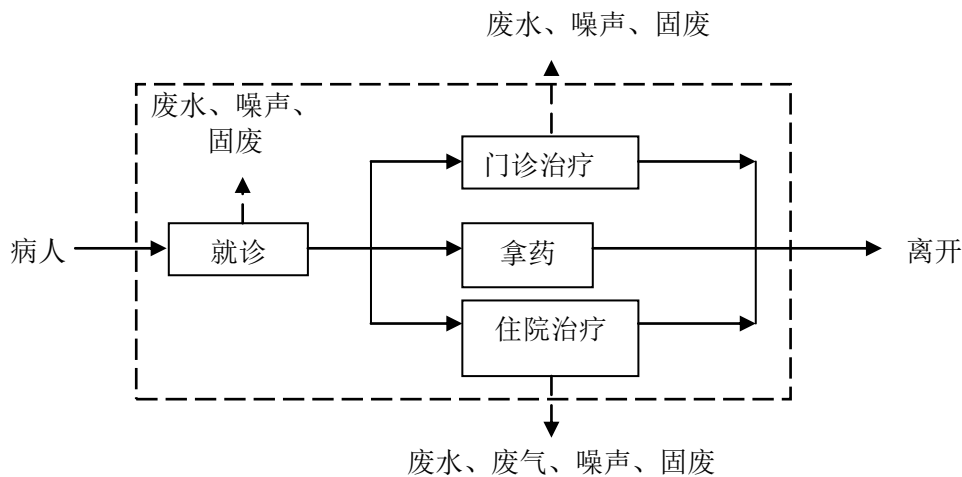 废水、噪声、固废
废水、噪声、
固废
门诊治疗
病人
就诊
拿药
离开
住院治疗
废水、废气、噪声、固废